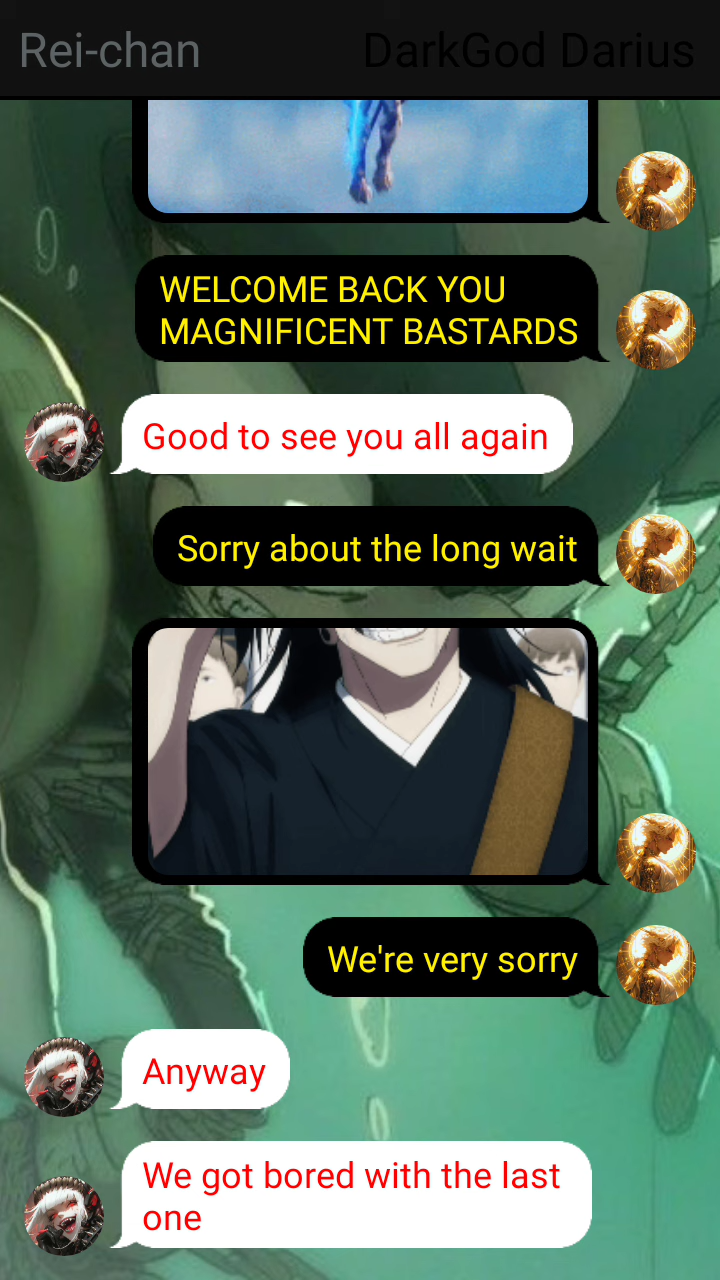 Rei-chan
DarkGod Darius
WELCOME BACK YOU
MAGNIFICENT BASTARDS
Good to see you all again
Sorry about the long wait
We're very sorry
Anyway
We got bored with the last
one